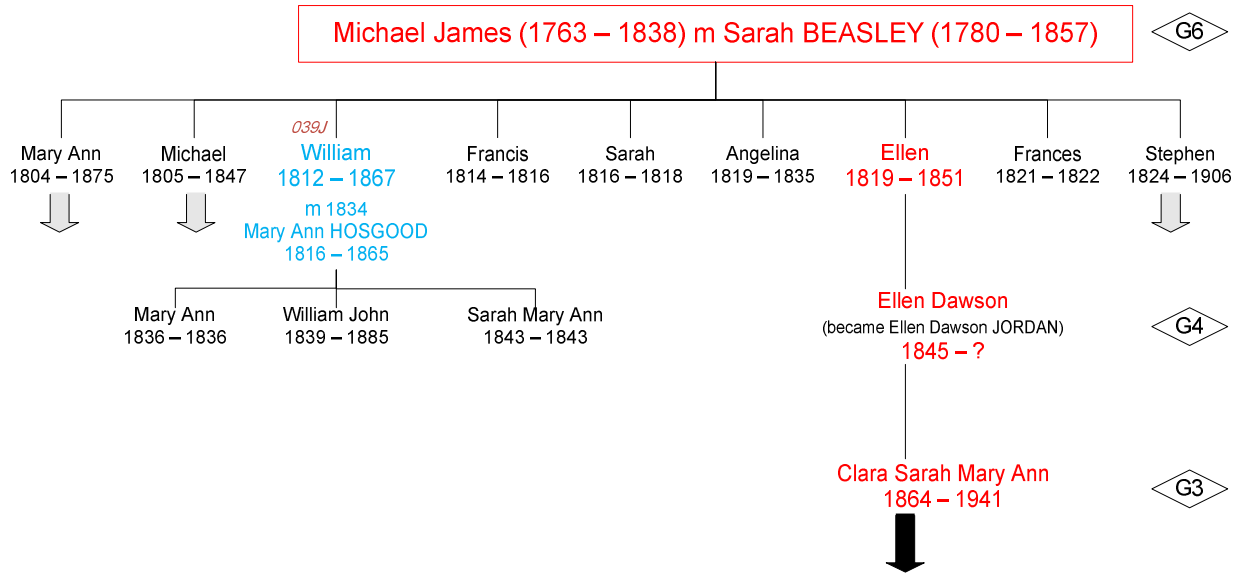 Michael James (1763 – 1838) m Sarah BEASLEY (1780 – 1857)
G6
Mary Ann
1804 – 1875
Michael
1805 – 1847
039J
William
1812 – 1867
m 1834
Mary Ann HOSGOOD
1816 – 1865
Francis
1814 – 1816
Sarah
1816 – 1818
Angelina
1819 – 1835
Ellen
1819 – 1851
Frances
1821 – 1822
Stephen
1824 – 1906
Mary Ann
1836 – 1836
William John
1839 – 1885
Sarah Mary Ann
1843 – 1843
Ellen Dawson
(became Ellen Dawson JORDAN)
1845 – ?
G4
Clara Sarah Mary Ann
1864 – 1941
G3